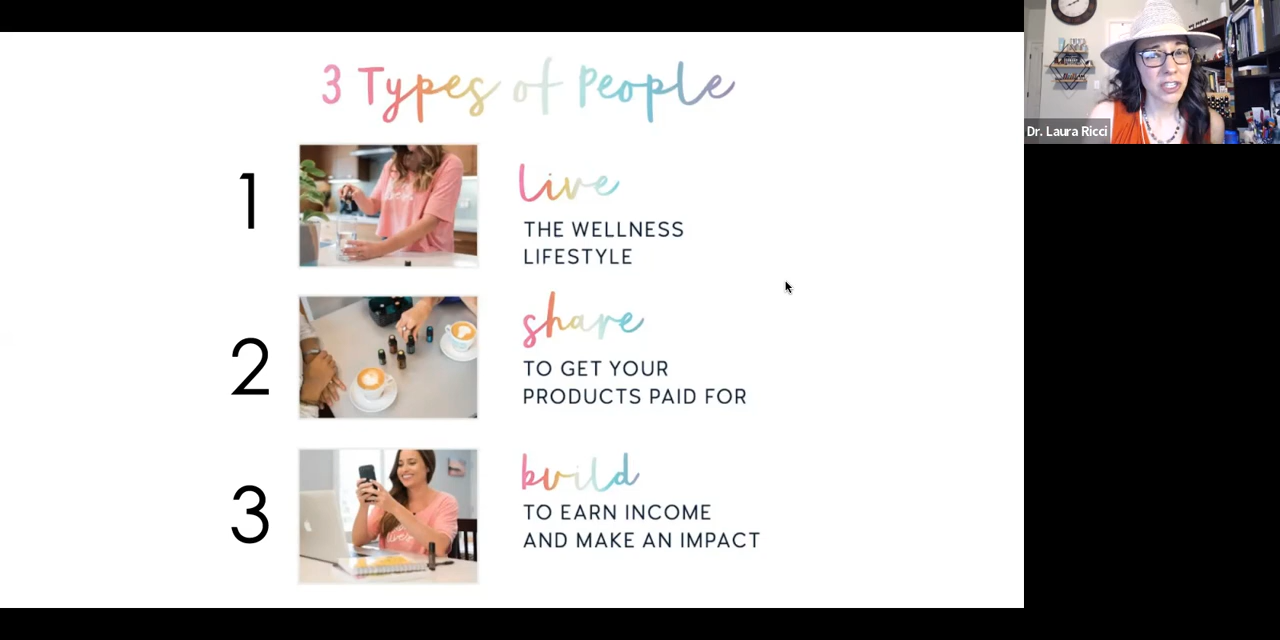 3 Types of People
1
live
THE WELLNESS
LIFESTYLE
2
share
TO GET YOUR
PRODUCTS PAID FOR
3
build
TO EARN INCOME
AND MAKE AN IMPACT
Dr. Laura Ricci